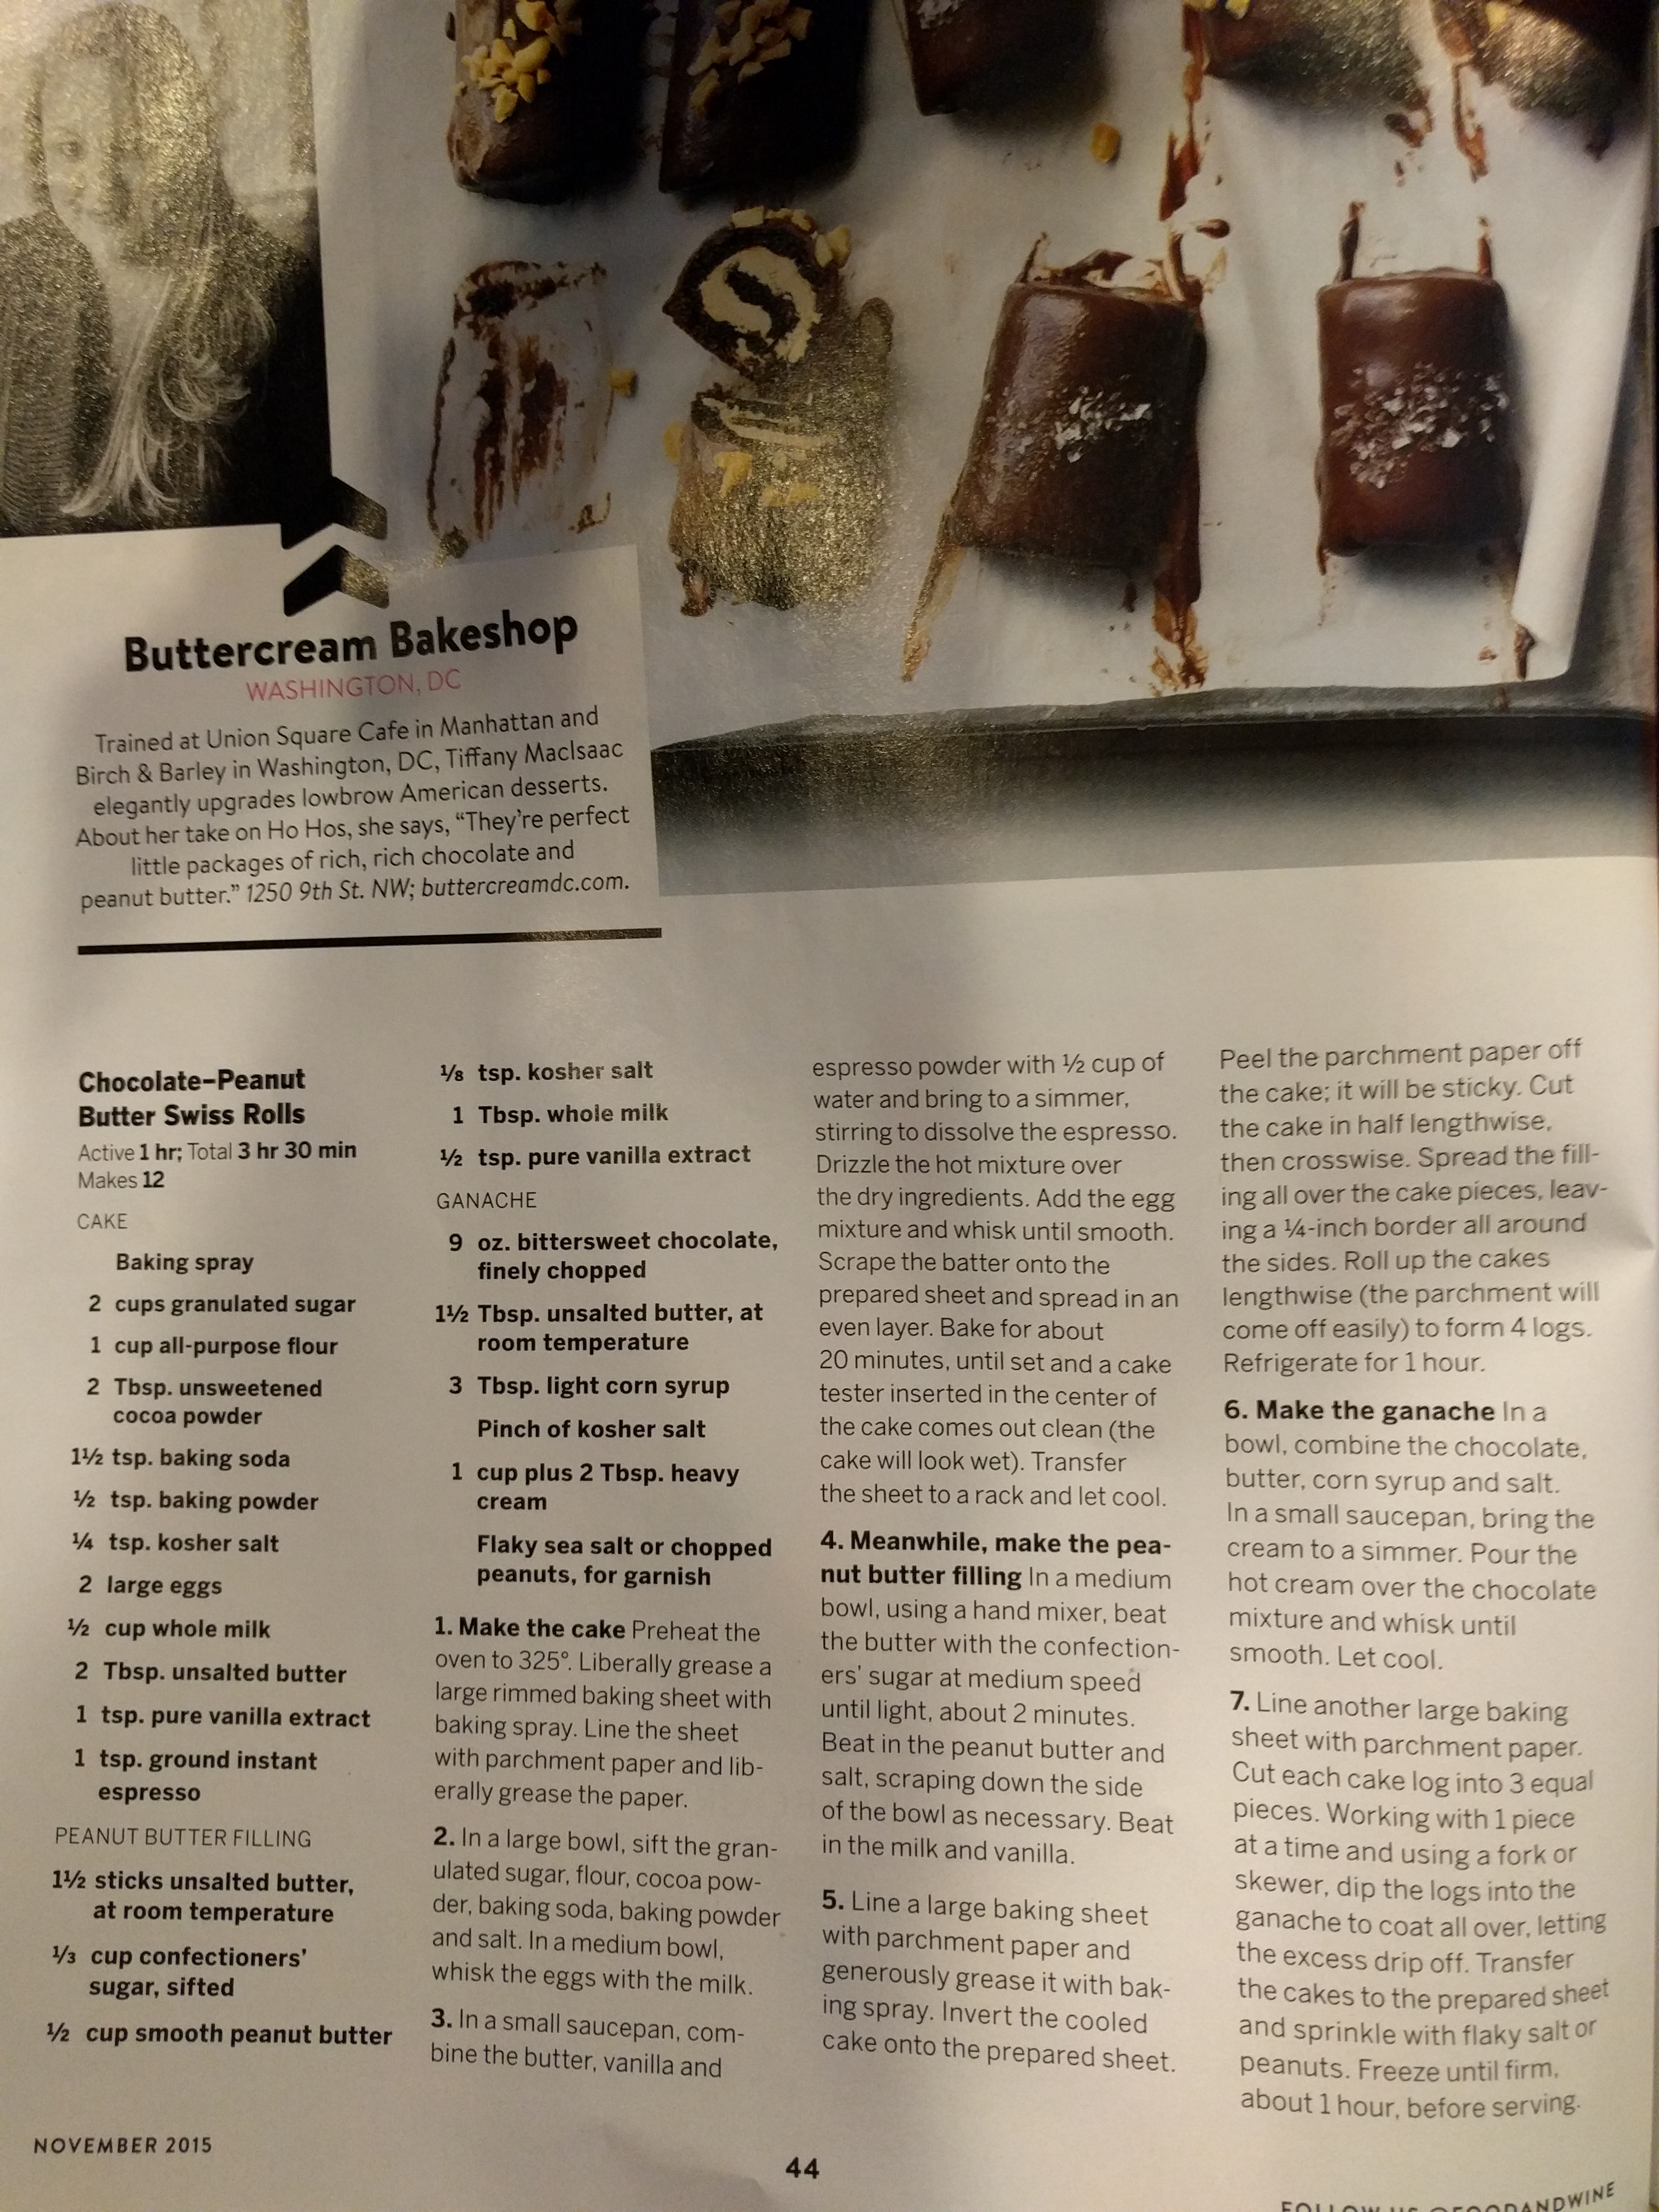 Buttercream Bakeshop
WASHINGTON, DC
Trained at Union Square Cafe in Manhattan and
Birch & Barley in Washington, DC, Tiffany MacIsaac
elegantly upgrades lowbrow American desserts.
About her take on Ho Hos, she says, “They’re perfect
little packages of rich, rich chocolate and
peanut butter.” 1250 9th St. NW; buttercreamdc.com.
Chocolate–Peanut
Butter Swiss Rolls
Active 1 hr; Total 3 hr 30 min
Makes 12
CAKE
Baking spray
2 cups granulated sugar
1 cup all-purpose flour
2 Tbsp. unsweetened
cocoa powder
1½ tsp. baking soda
½ tsp. baking powder
¼ tsp. kosher salt
2 large eggs
½ cup whole milk
2 Tbsp. unsalted butter
1 tsp. pure vanilla extract
1 tsp. ground instant
espresso
PEANUT BUTTER FILLING
1½ sticks unsalted butter,
at room temperature
⅓ cup confectioners’
sugar, sifted
½ cup smooth peanut butter
⅛ tsp. kosher salt
1 Tbsp. whole milk
½ tsp. pure vanilla extract
GANACHE
9 oz. bittersweet chocolate,
finely chopped
1½ Tbsp. unsalted butter, at
room temperature
3 Tbsp. light corn syrup
Pinch of kosher salt
1 cup plus 2 Tbsp. heavy
cream
Flaky sea salt or chopped
peanuts, for garnish
1. Make the cake Preheat the
oven to 325°. Liberally grease a
large rimmed baking sheet with
baking spray. Line the sheet
with parchment paper and lib-
erally grease the paper.
2. In a large bowl, sift the gran-
ulated sugar, flour, cocoa pow-
der, baking soda, baking powder
and salt. In a medium bowl,
whisk the eggs with the milk.
3. In a small saucepan, com-
bine the butter, vanilla and
espresso powder with ½ cup of
water and bring to a simmer,
stirring to dissolve the espresso.
Drizzle the hot mixture over
the dry ingredients. Add the egg
mixture and whisk until smooth.
Scrape the batter onto the
prepared sheet and spread in an
even layer. Bake for about
20 minutes, until set and a cake
tester inserted in the center of
the cake comes out clean (the
cake will look wet). Transfer
the sheet to a rack and let cool.
4. Meanwhile, make the pea-
nut butter filling In a medium
bowl, using a hand mixer, beat
the butter with the confection-
ers’ sugar at medium speed
until light, about 2 minutes.
Beat in the peanut butter and
salt, scraping down the side
of the bowl as necessary. Beat
in the milk and vanilla.
5. Line a large baking sheet
with parchment paper and
generously grease it with bak-
ing spray. Invert the cooled
cake onto the prepared sheet.
Peel the parchment paper off
the cake; it will be sticky. Cut
the cake in half lengthwise,
then crosswise. Spread the fill-
ing all over the cake pieces, leav-
ing a ¼-inch border all around
the sides. Roll up the cakes
lengthwise (the parchment will
come off easily) to form 4 logs.
Refrigerate for 1 hour.
6. Make the ganache In a
bowl, combine the chocolate,
butter, corn syrup and salt.
In a small saucepan, bring the
cream to a simmer. Pour the
hot cream over the chocolate
mixture and whisk until
smooth. Let cool.
7. Line another large baking
sheet with parchment paper.
Cut each cake log into 3 equal
pieces. Working with 1 piece
at a time and using a fork or
skewer, dip the logs into the
ganache to coat all over, letting
the excess drip off. Transfer
the cakes to the prepared sheet
and sprinkle with flaky salt or
peanuts. Freeze until firm,
about 1 hour, before serving.
NOVEMBER 2015
44
FOLLOW US @FOODANDWINE